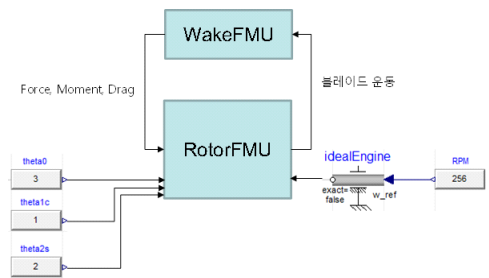 WakeFMU
Force, Moment, Drag
블레이드 운동
RotorFMU
idealEngine
RPM
256
exact=
false
w_ref
theta0
3
theta1c
1
theta2s
2